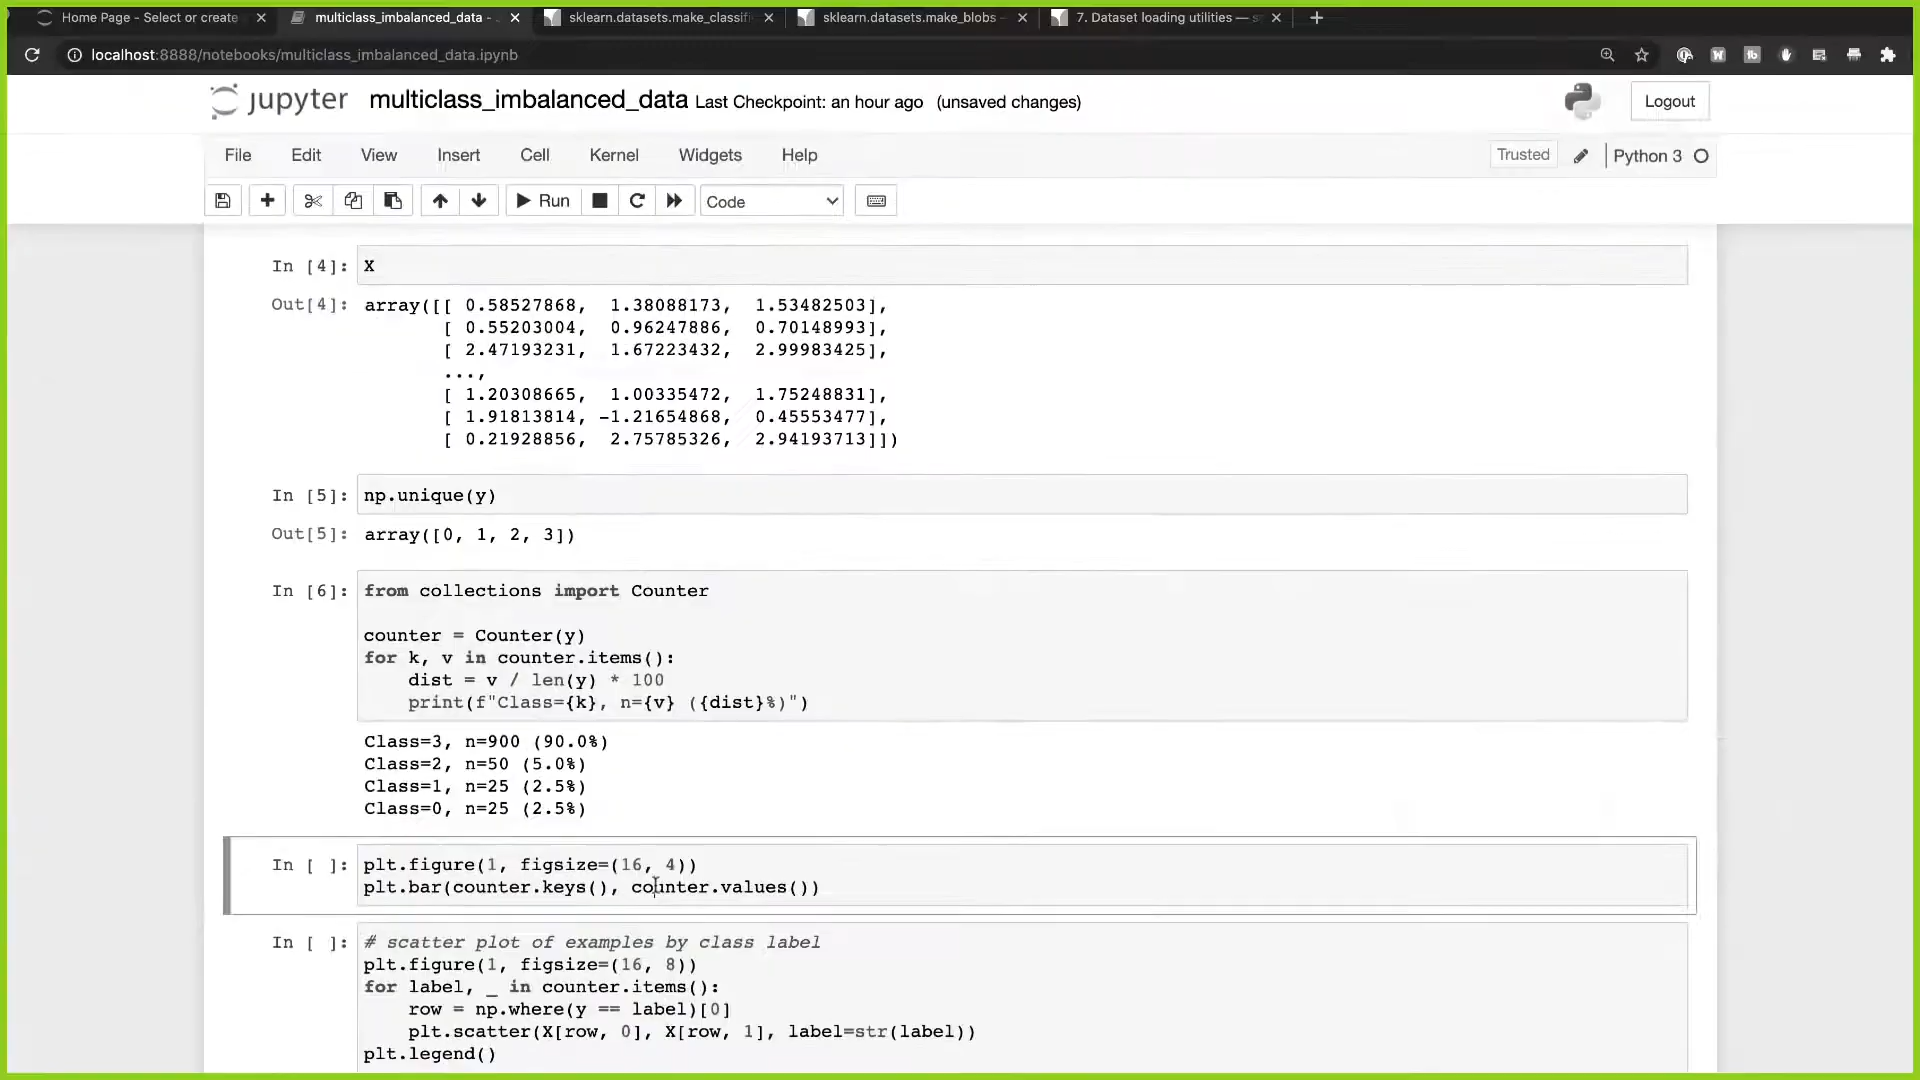 Home Page - Select or create
multiclass_imbalanced_data -
sklearn.datasets.make_classifi
sklearn.datasets.make_blobs
7. Dataset loading utilities —
localhost:8888/notebooks/multiclass_imbalanced_data.ipynb
jupyter multiclass_imbalanced_data Last Checkpoint: an hour ago (unsaved changes)
Logout
File Edit View Insert Cell Kernel Widgets Help
Trusted
Python 3
Run
Code
In [4]: X
Out[4]: array([[ 0.58527868, 1.38088173, 1.53482503],
[ 0.55203004, 0.96247886, 0.70148993],
[ 2.47193231, 1.67223432, 2.99983425],
...,
[ 1.20308665, 1.00335472, 1.75248831],
[ 1.91813814, -1.21654868, 0.45553477],
[ 0.21928856, 2.75785326, 2.94193713]])
In [5]: np.unique(y)
Out[5]: array([0, 1, 2, 3])
In [6]: from collections import Counter
counter = Counter(y)
for k, v in counter.items():
dist = v / len(y) * 100
print(f"Class={k}, n={v} ({dist}%)")
Class=3, n=900 (90.0%)
Class=2, n=50 (5.0%)
Class=1, n=25 (2.5%)
Class=0, n=25 (2.5%)
In [ ]: plt.figure(1, figsize=(16, 4))
plt.bar(counter.keys(), counter.values())
In [ ]: # scatter plot of examples by class label
plt.figure(1, figsize=(16, 8))
for label, _ in counter.items():
row = np.where(y == label)[0]
plt.scatter(X[row, 0], X[row, 1], label=str(label))
plt.legend()